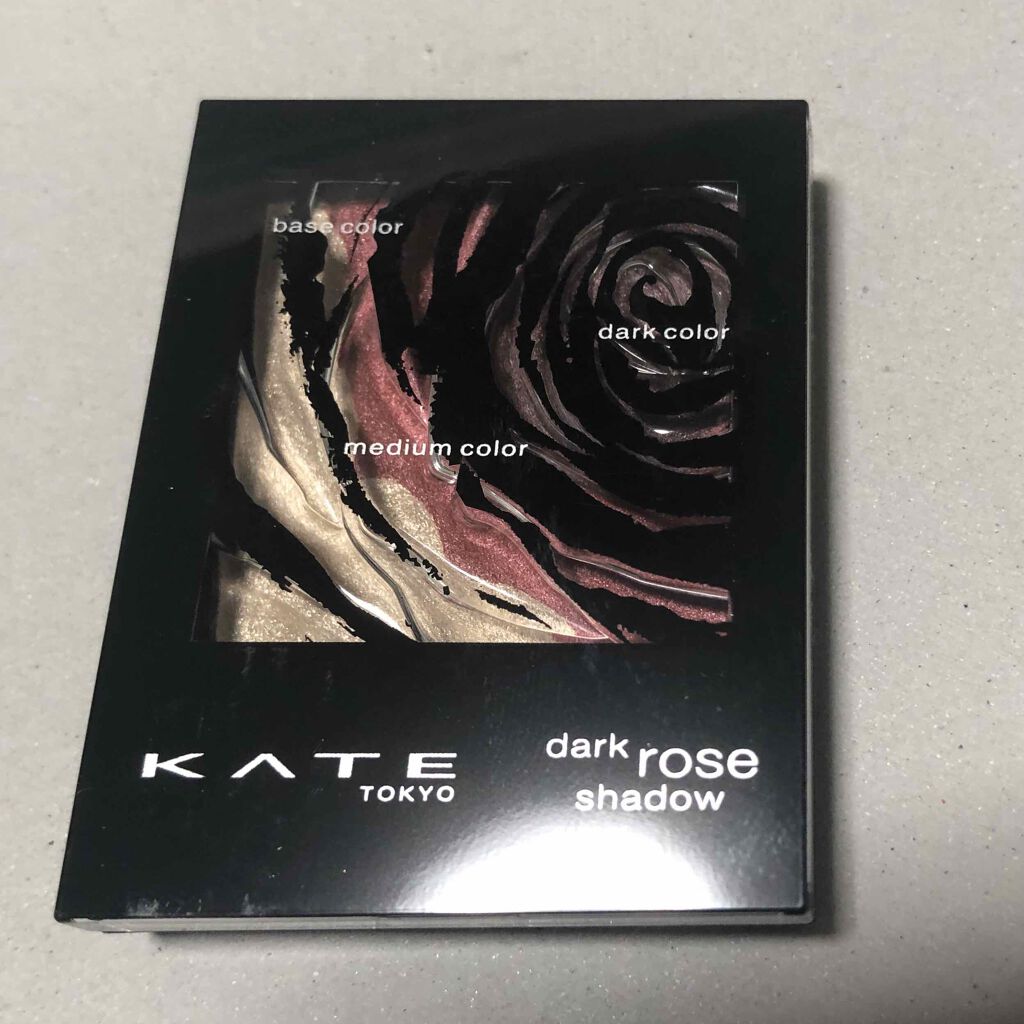 base color
dark color
medium color
KATE
TOKYO
dark rose
shadow